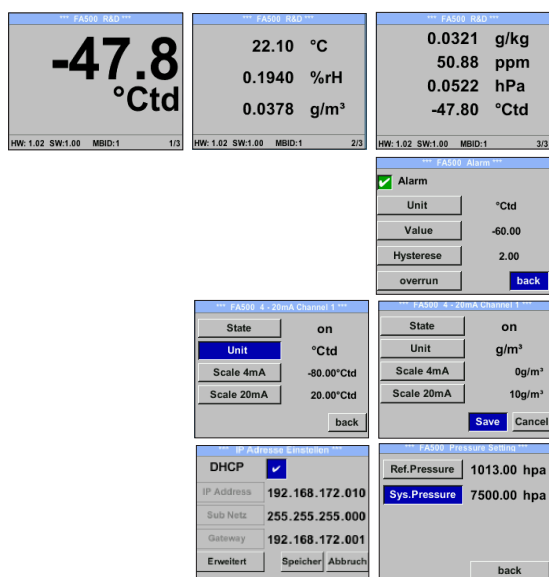 *** FA500 R&D ***
-47.8
°Ctd
HW: 1.02 SW:1.00 MBID:1 1/3
*** FA500 R&D ***
22.10 °C
0.1940 %rH
0.0378 g/m³
HW: 1.02 SW:1.00 MBID:1 2/3
*** FA500 R&D ***
0.0321 g/kg
50.88 ppm
0.0522 hPa
-47.80 °Ctd
HW: 1.02 SW:1.00 MBID:1 3/3
*** FA500 Alarm ***
Alarm
Unit °Ctd
Value -60.00
Hysterese 2.00
overrun back
*** FA500 4 - 20mA Channel 1 ***
State on
Unit °Ctd
Scale 4mA -80.00°Ctd
Scale 20mA 20.00°Ctd
back
*** FA500 4 - 20mA Channel 1 ***
State on
Unit g/m³
Scale 4mA 0g/m³
Scale 20mA 10g/m³
Save Cancel
*** IP Adresse Einstellen ***
DHCP
IP Address 192.168.172.010
Sub Netz 255.255.255.000
Gateway 192.168.172.001
Erweitert Speicher Abbruch
*** FA500 Pressure Setting ***
Ref.Pressure 1013.00 hpa
Sys.Pressure 7500.00 hpa
back